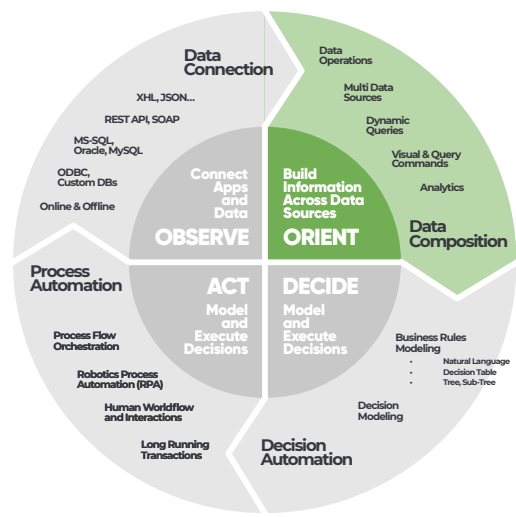 Data
Connection
XHL, JSON...
REST API, SOAP
MS-SQL,
Oracle, MySQL
ODBC,
Custom DBs
Online & Offline
Connect
Apps
and
Data
OBSERVE
Data
Operations
Multi Data
Sources
Dynamic
Queries
Visual & Query
Commands
Analytics
Data
Composition
Build
Information
Across Data
Sources
ORIENT
DECIDE
Model
and
Execute
Decisions
Business Rules
Modeling
• Natural Language
• Decision Table
• Tree, Sub-Tree
Decision
Modeling
Decision
Automation
ACT
Model
and
Execute
Decisions
Process
Automation
Process Flow
Orchestration
Robotics Process
Automation (RPA)
Human Worldflow
and Interactions
Long Running
Transactions